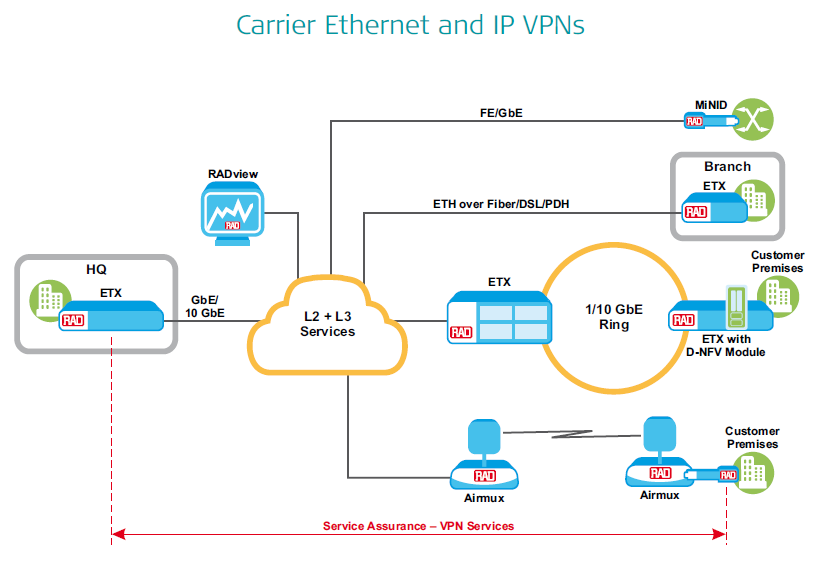 Carrier Ethernet and IP VPNs
MiNID
FE/GbE
RAD
Branch
RADview
ETX
ETH over Fiber/DSL/PDH
RAD
RAD
Customer
Premises
HQ
ETX
ETX
GbE/
10 GbE
L2 + L3
Services
1/10 GbE
Ring
RAD
RAD
RAD
ETX with
D-NFV Module
Customer
Premises
RAD
RAD
RAD
Airmux
Airmux
Service Assurance – VPN Services